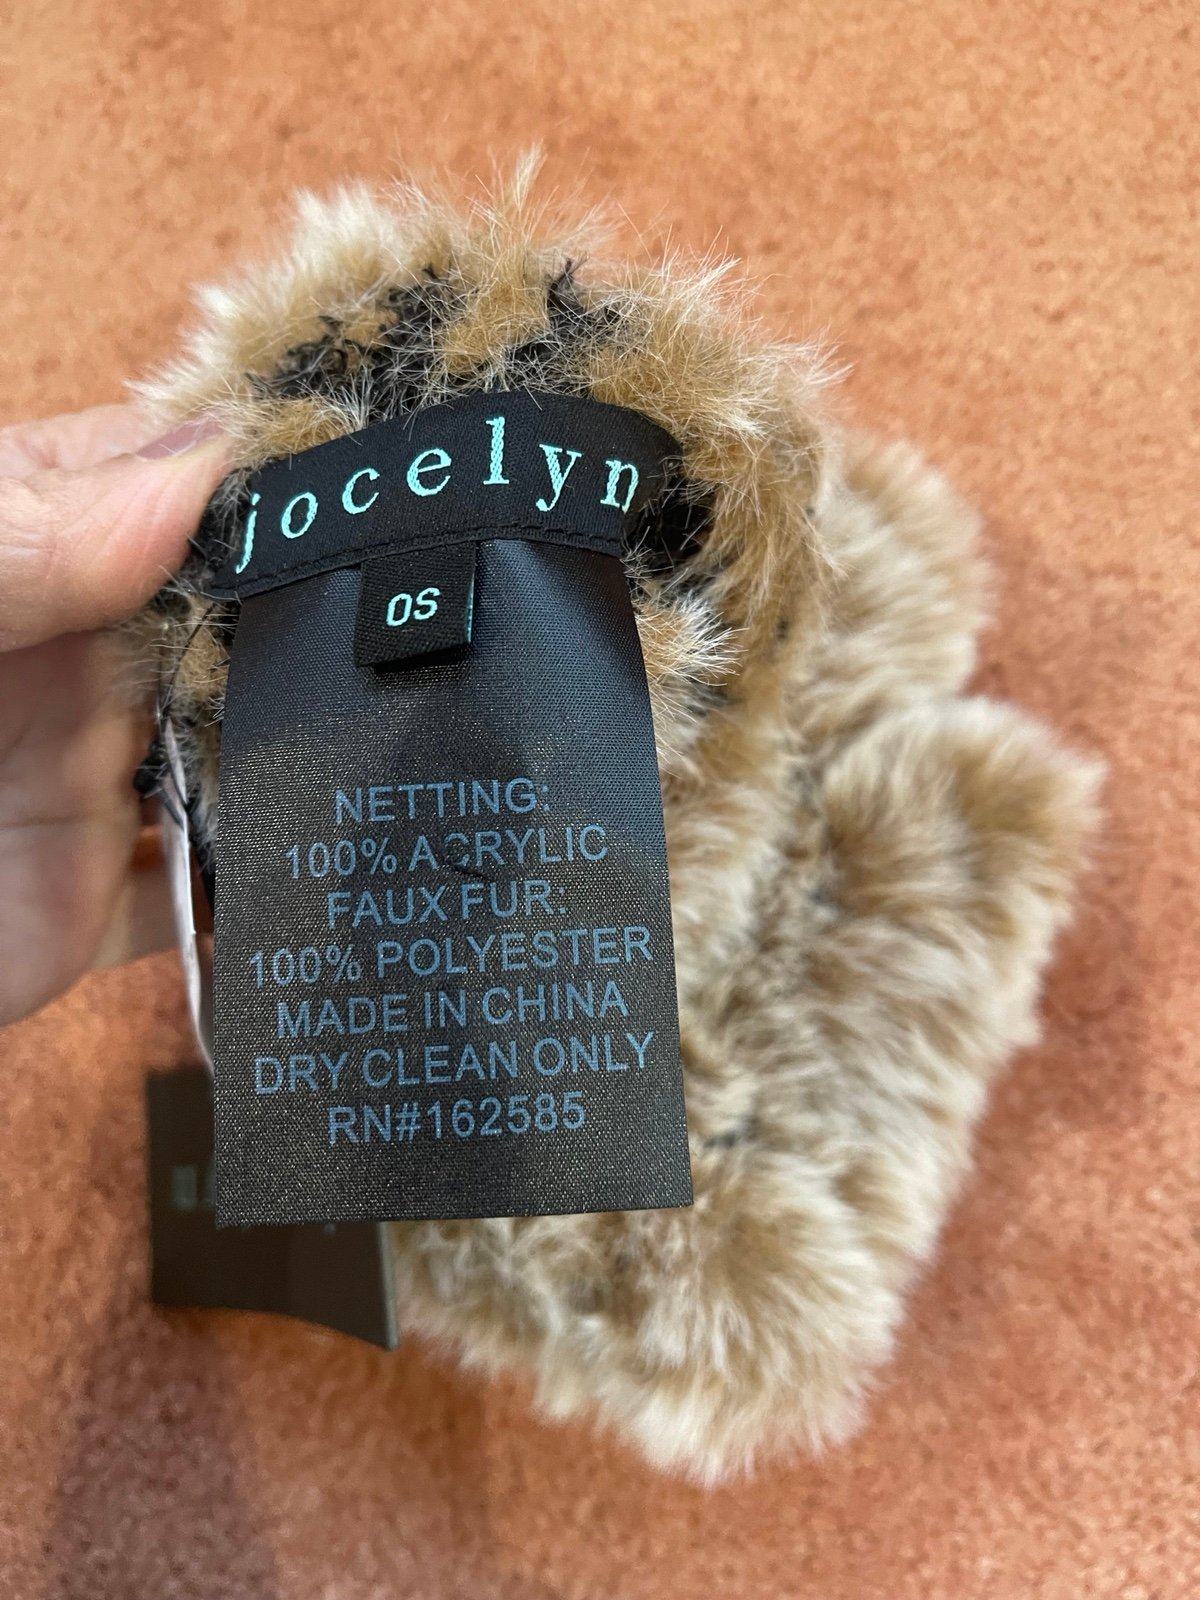 jocelyn
OS
NETTING:
100% ACRYLIC
FAUX FUR:
100% POLYESTER
MADE IN CHINA
DRY CLEAN ONLY
RN#162585